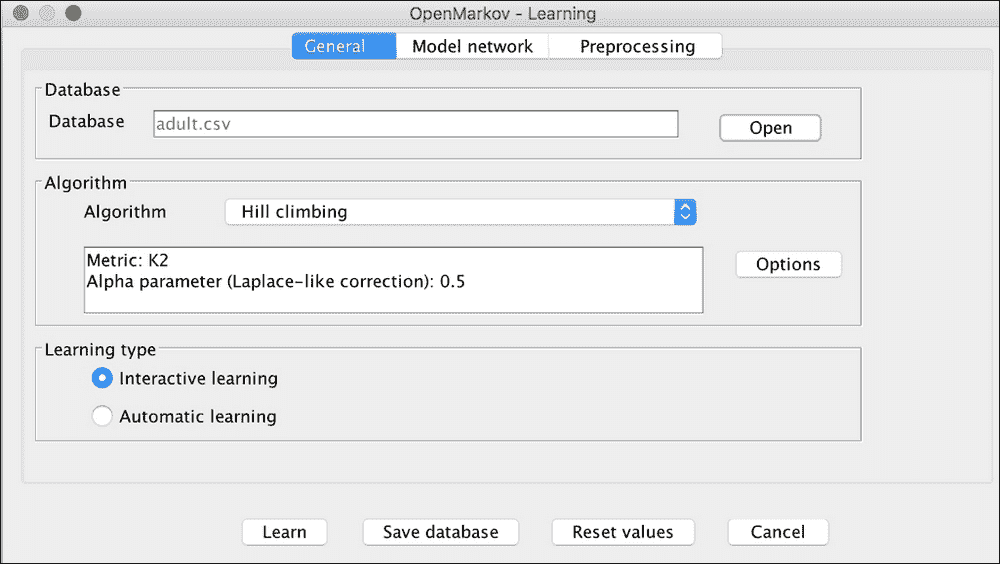 OpenMarkov - Learning
General Model network Preprocessing
Database
Database adult.csv Open
Algorithm
Algorithm Hill climbing
Metric: K2
Alpha parameter (Laplace-like correction): 0.5
Options
Learning type
Interactive learning
Automatic learning
Learn Save database Reset values Cancel